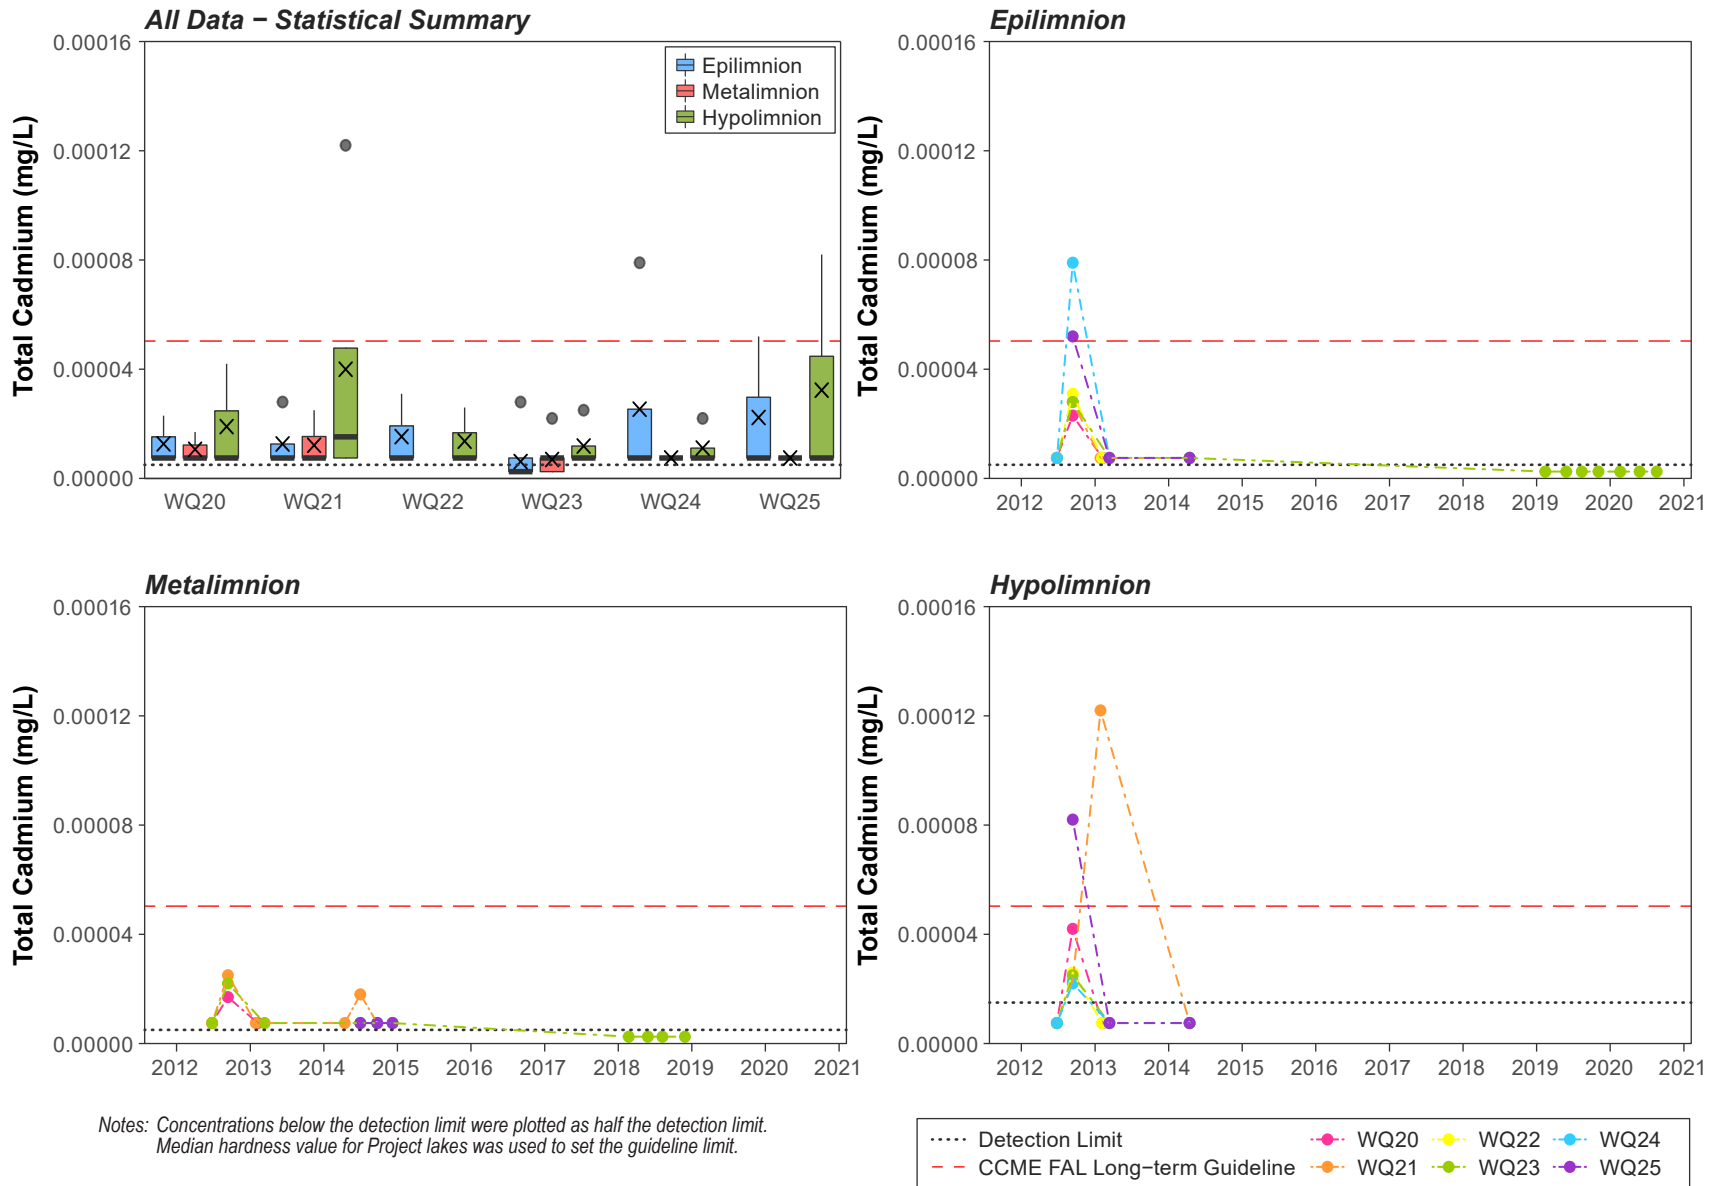 All Data − Statistical Summary
0.00016
0.00012
0.00008
0.00004
0.00000
Total Cadmium (mg/L)
Epilimnion
Metalimnion
Hypolimnion
WQ20 WQ21 WQ22 WQ23 WQ24 WQ25
Epilimnion
0.00016
0.00012
0.00008
0.00004
0.00000
Total Cadmium (mg/L)
2012 2013 2014 2015 2016 2017 2018 2019 2020 2021
Metalimnion
0.00016
0.00012
0.00008
0.00004
0.00000
Total Cadmium (mg/L)
2012 2013 2014 2015 2016 2017 2018 2019 2020 2021
Hypolimnion
0.00016
0.00012
0.00008
0.00004
0.00000
Total Cadmium (mg/L)
2012 2013 2014 2015 2016 2017 2018 2019 2020 2021
Notes: Concentrations below the detection limit were plotted as half the detection limit.
Median hardness value for Project lakes was used to set the guideline limit.
Detection Limit WQ20 WQ22 WQ24
CCME FAL Long−term Guideline WQ21 WQ23 WQ25